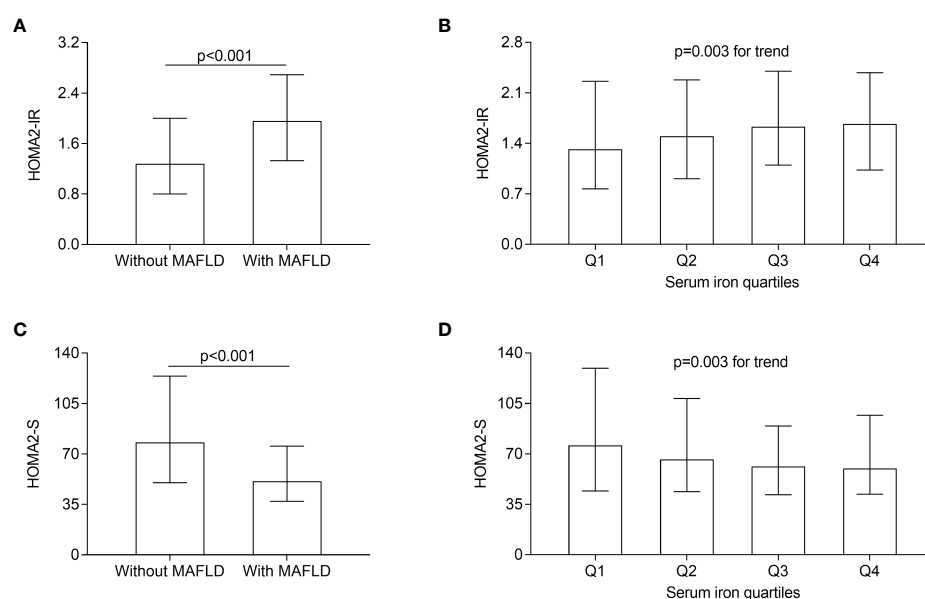 A
HOMA2-IR
3.2
2.4
1.6
0.8
0.0
p<0.001
Without MAFLD With MAFLD
B
HOMA2-IR
2.8
2.1
1.4
0.7
0.0
p=0.003 for trend
Q1 Q2 Q3 Q4
Serum iron quartiles
C
HOMA2-S
140
105
70
35
0
p<0.001
Without MAFLD With MAFLD
D
HOMA2-S
140
105
70
35
0
p=0.003 for trend
Q1 Q2 Q3 Q4
Serum iron quartiles